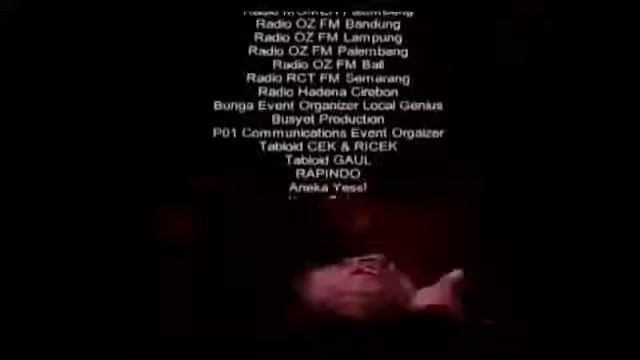 Radio OZ FM Bandung
Radio OZ FM Lampung
Radio OZ FM Palembang
Radio OZ FM Bali
Radio RCT FM Semarang
Radio Hadena Cirebon
Bunga Event Organizer Local Genius
Busyet Production
P01 Communications Event Orgaizer
Tabloid CEK & RICEK
Tabloid GAUL
RAPINDO
Aneka Yess!